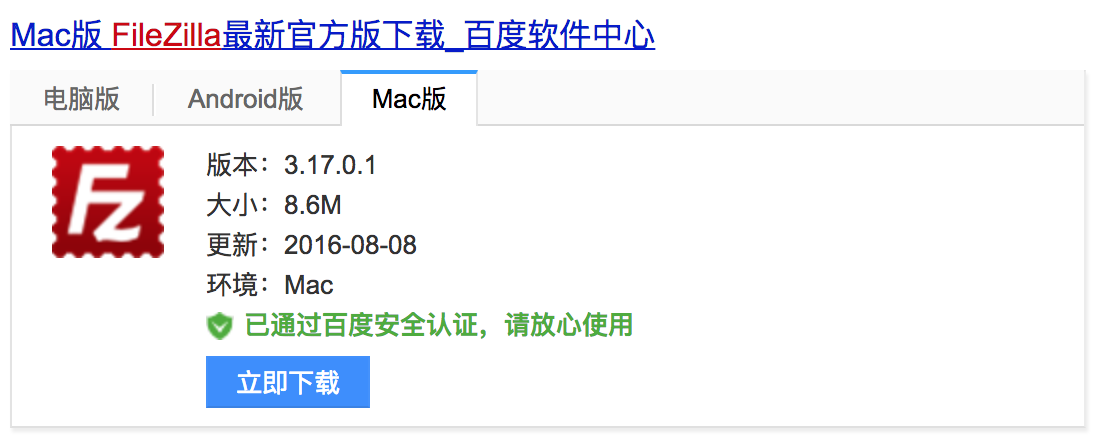 Mac版 FileZilla最新官方版下载_百度软件中心
电脑版 Android版 Mac版
Fz
版本：3.17.0.1
大小：8.6M
更新：2016-08-08
环境：Mac
已通过百度安全认证，请放心使用
立即下载